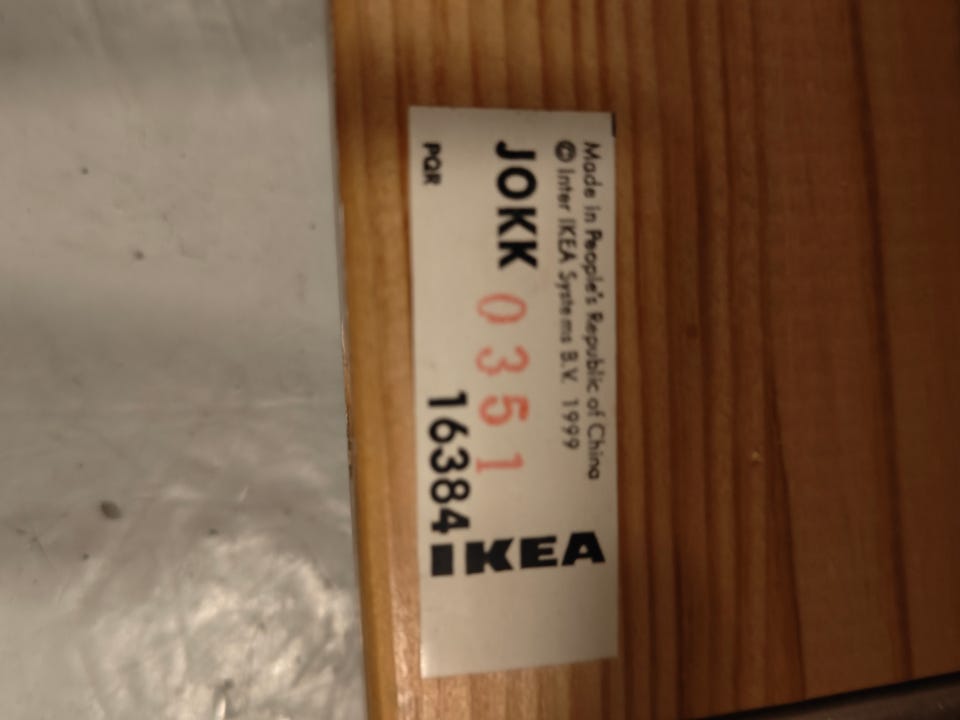 Made in People's Republic of China
© Inter IKEA Systems B.V. 1999
JOKK
0351
PQR
16384
IKEA